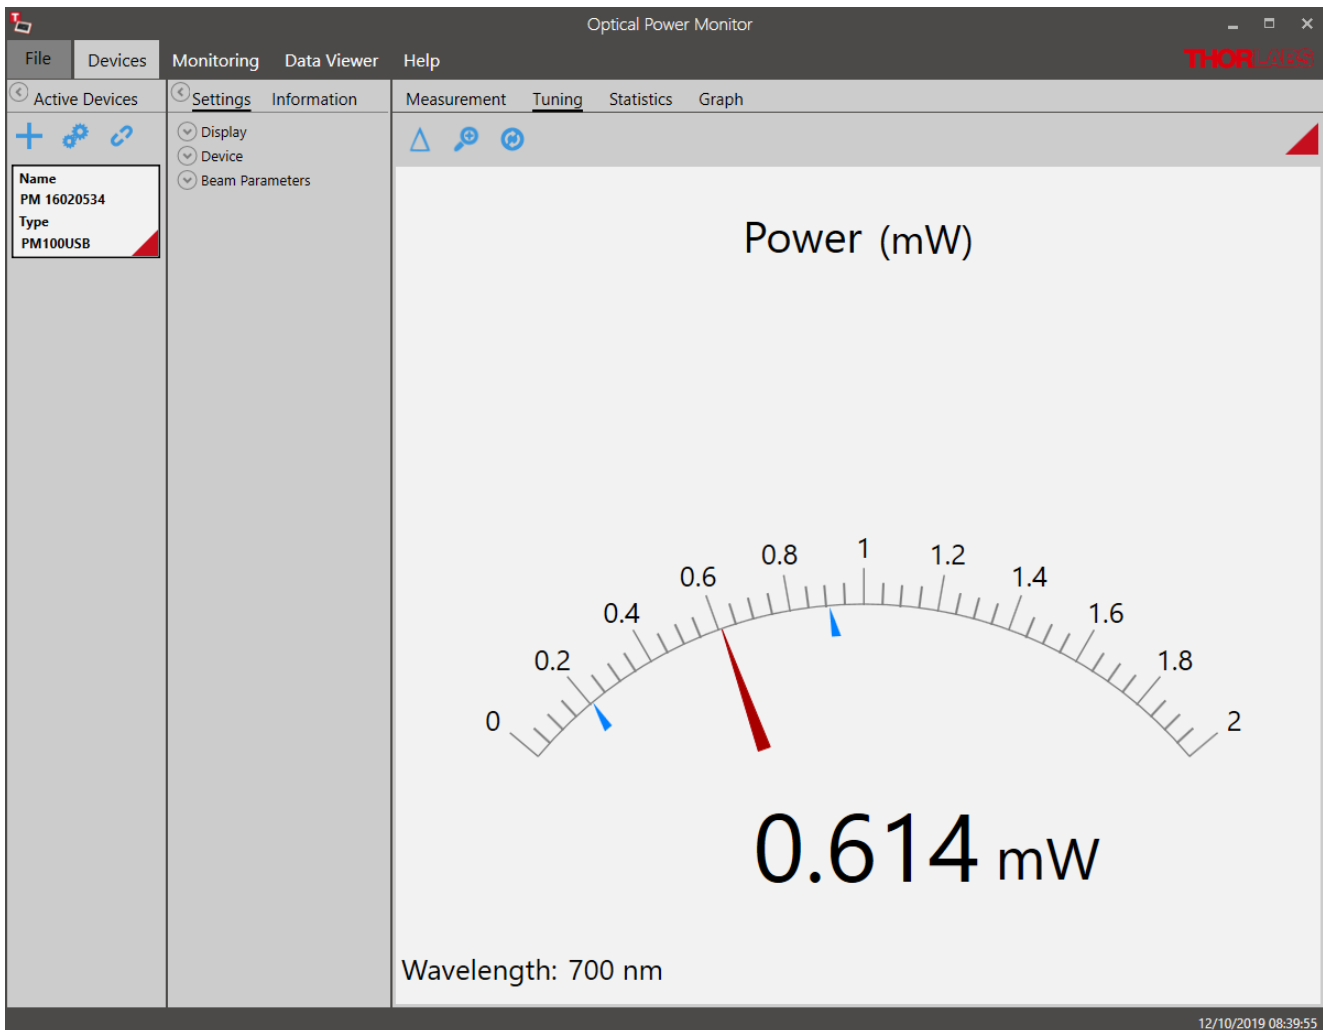 Optical Power Monitor
File Devices Monitoring Data Viewer Help
THORLABS
Active Devices
Settings Information
Measurement Tuning Statistics Graph
Display
Device
Beam Parameters
Name
PM 16020534
Type
PM100USB
Power (mW)
0
0.2
0.4
0.6
0.8
1
1.2
1.4
1.6
1.8
2
0.614 mW
Wavelength: 700 nm
12/10/2019 08:39:55